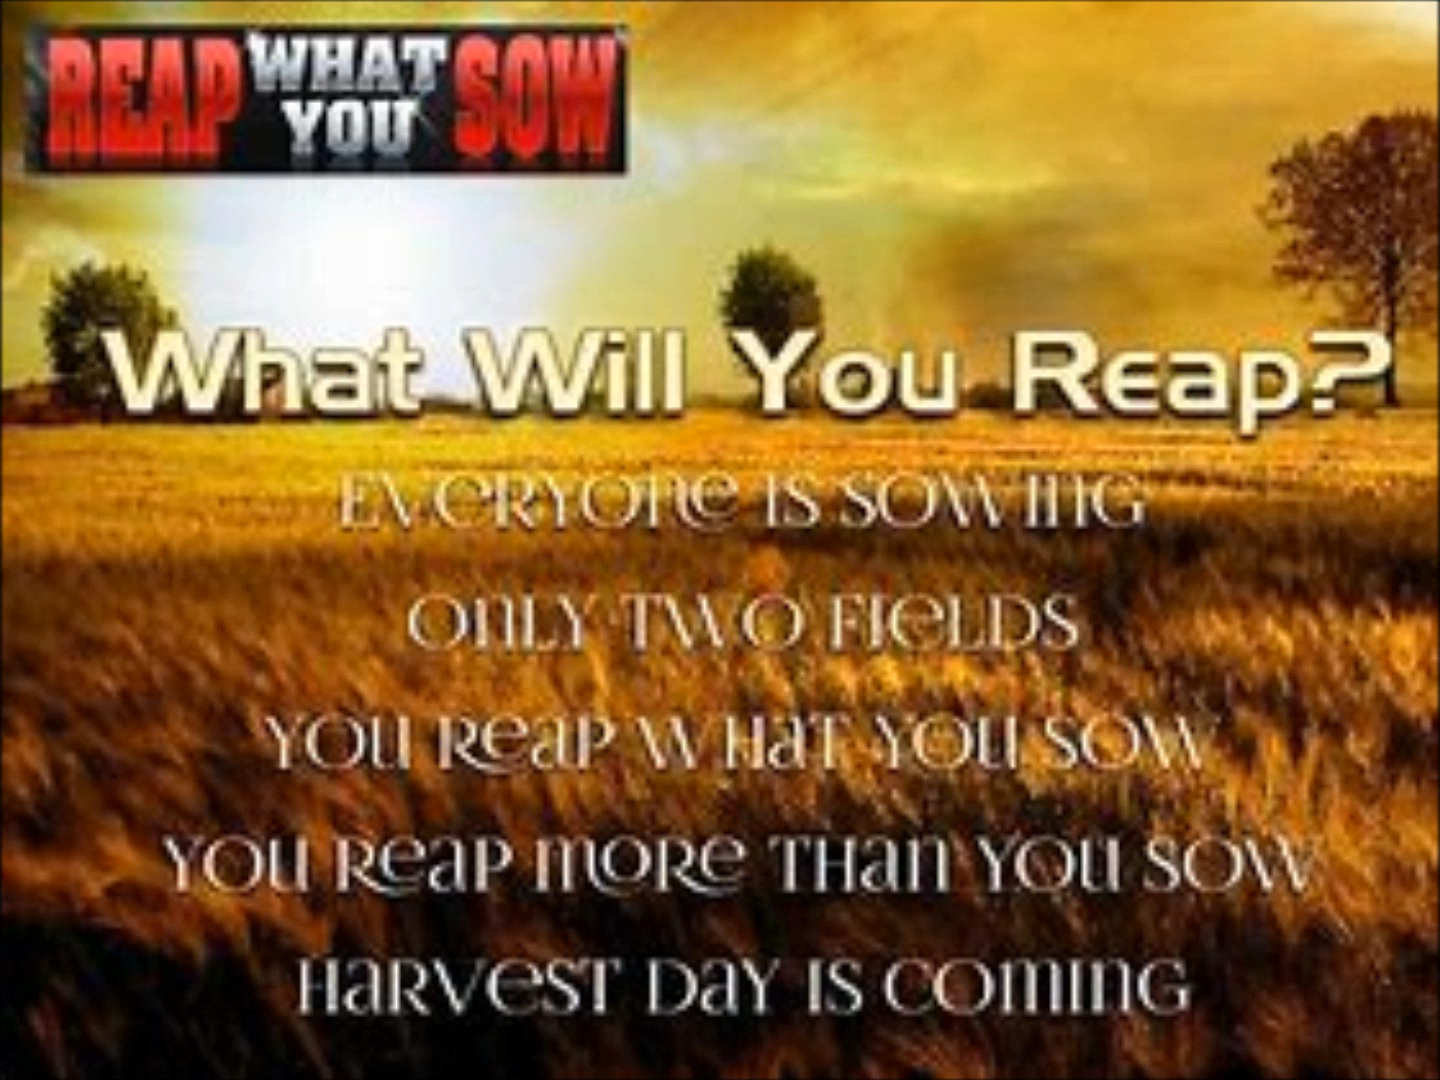 REAP WHAT YOU SOW
What Will You Reap?
EVERYONE IS SOWING
ONLY TWO FIELDS
YOU REAP WHAT YOU SOW
YOU REAP MORE THAN YOU SOW
HARVEST DAY IS COMING